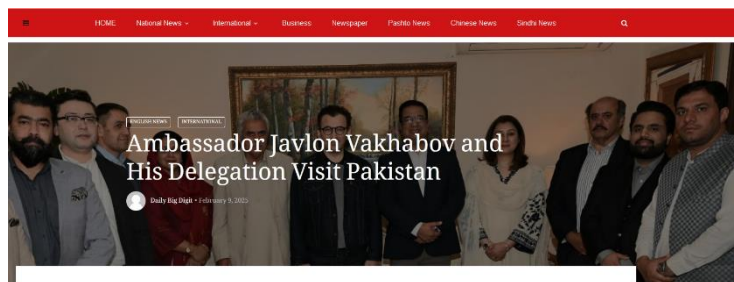 HOME National News International Business Newspaper Pashto News Chinese News Sindhi News
ENGLISH NEWS INTERNATIONAL
Ambassador Javlon Vakhabov and
His Delegation Visit Pakistan
Daily Big Digit • February 9, 2025